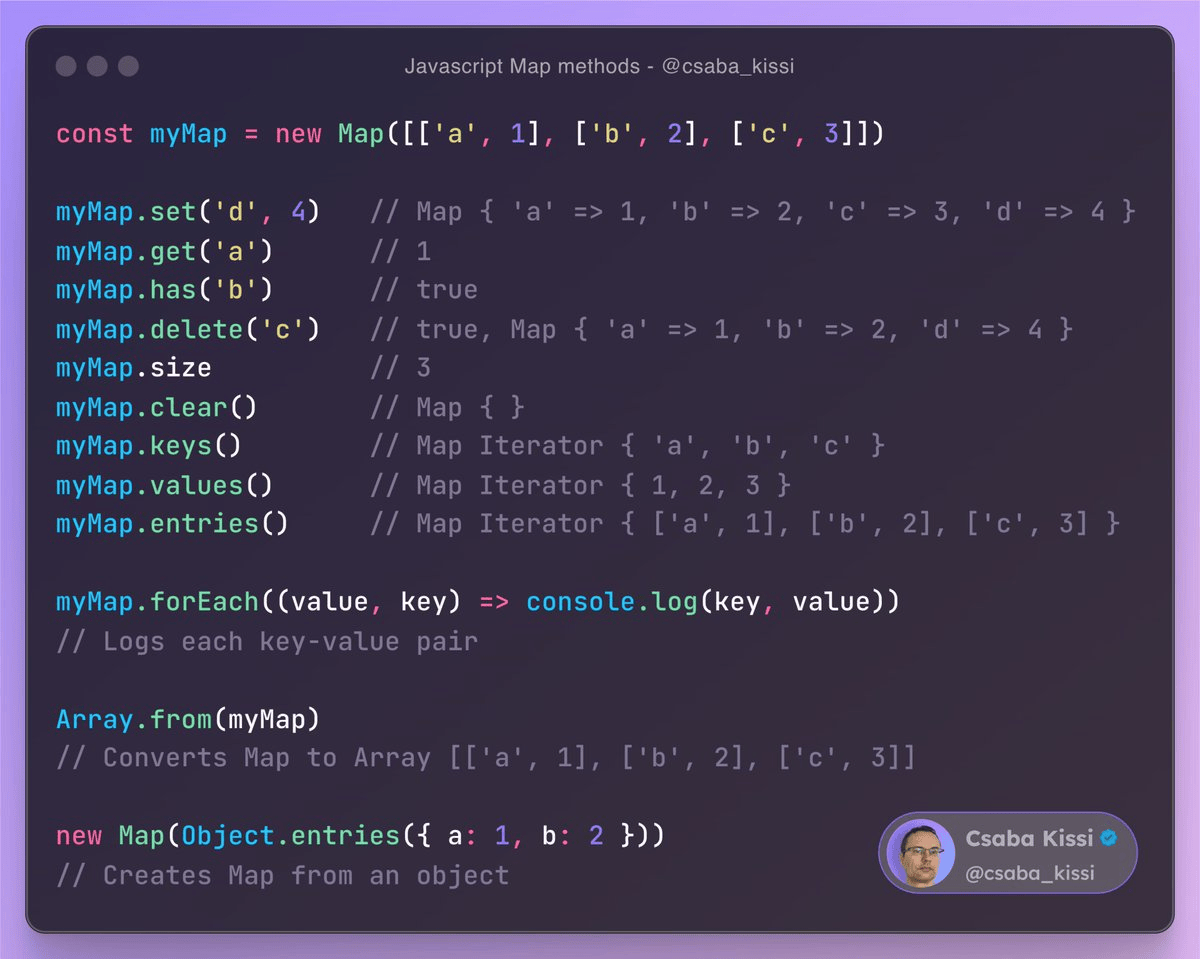 Javascript Map methods - @csaba_kissi
const myMap = new Map([['a', 1], ['b', 2], ['c', 3]])
myMap.set('d', 4) // Map { 'a' => 1, 'b' => 2, 'c' => 3, 'd' => 4 }
myMap.get('a') // 1
myMap.has('b') // true
myMap.delete('c') // true, Map { 'a' => 1, 'b' => 2, 'd' => 4 }
myMap.size // 3
myMap.clear() // Map { }
myMap.keys() // Map Iterator { 'a', 'b', 'c' }
myMap.values() // Map Iterator { 1, 2, 3 }
myMap.entries() // Map Iterator { ['a', 1], ['b', 2], ['c', 3] }
myMap.forEach((value, key) => console.log(key, value))
// Logs each key-value pair
Array.from(myMap)
// Converts Map to Array [['a', 1], ['b', 2], ['c', 3]]
new Map(Object.entries({ a: 1, b: 2 }))
// Creates Map from an object
Csaba Kissi
@csaba_kissi